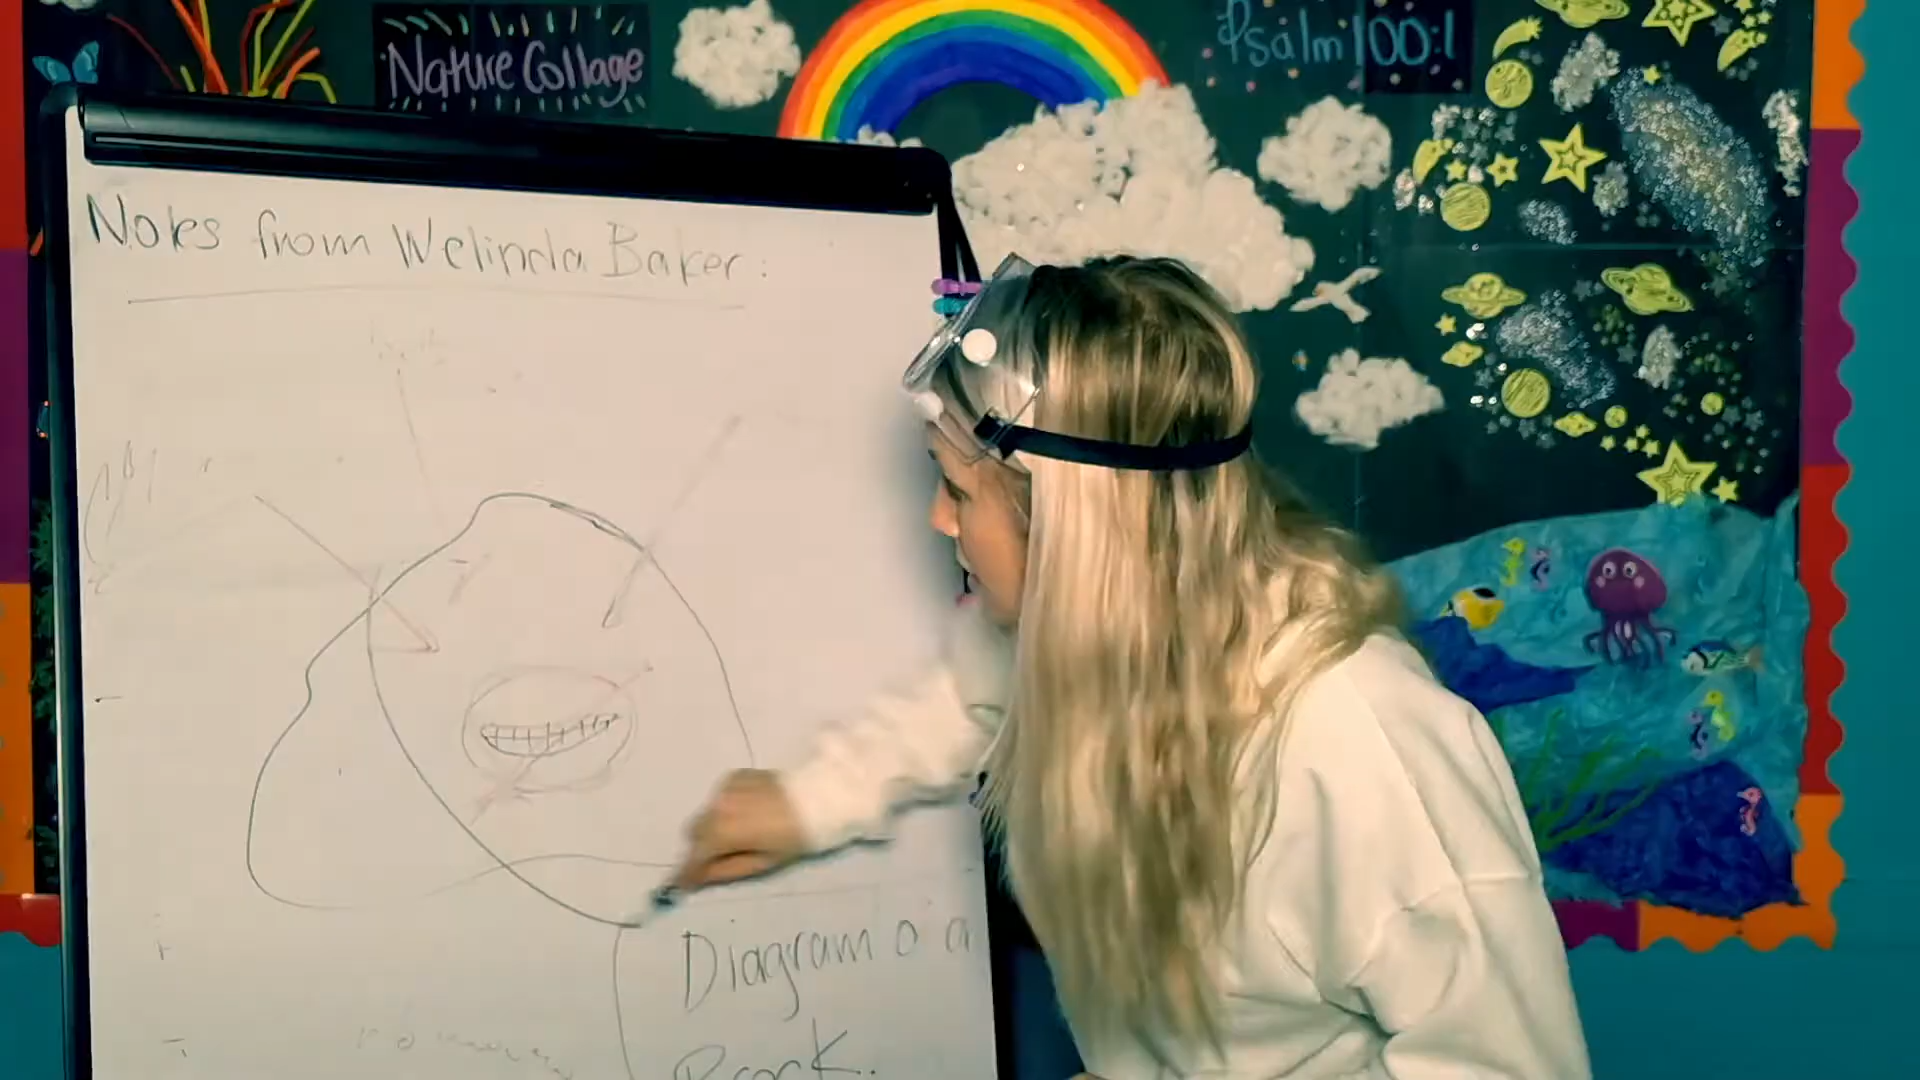 Nature Collage
Psalm 100:1
Notes from Welinda Baker:
Diagram o a
Rock.